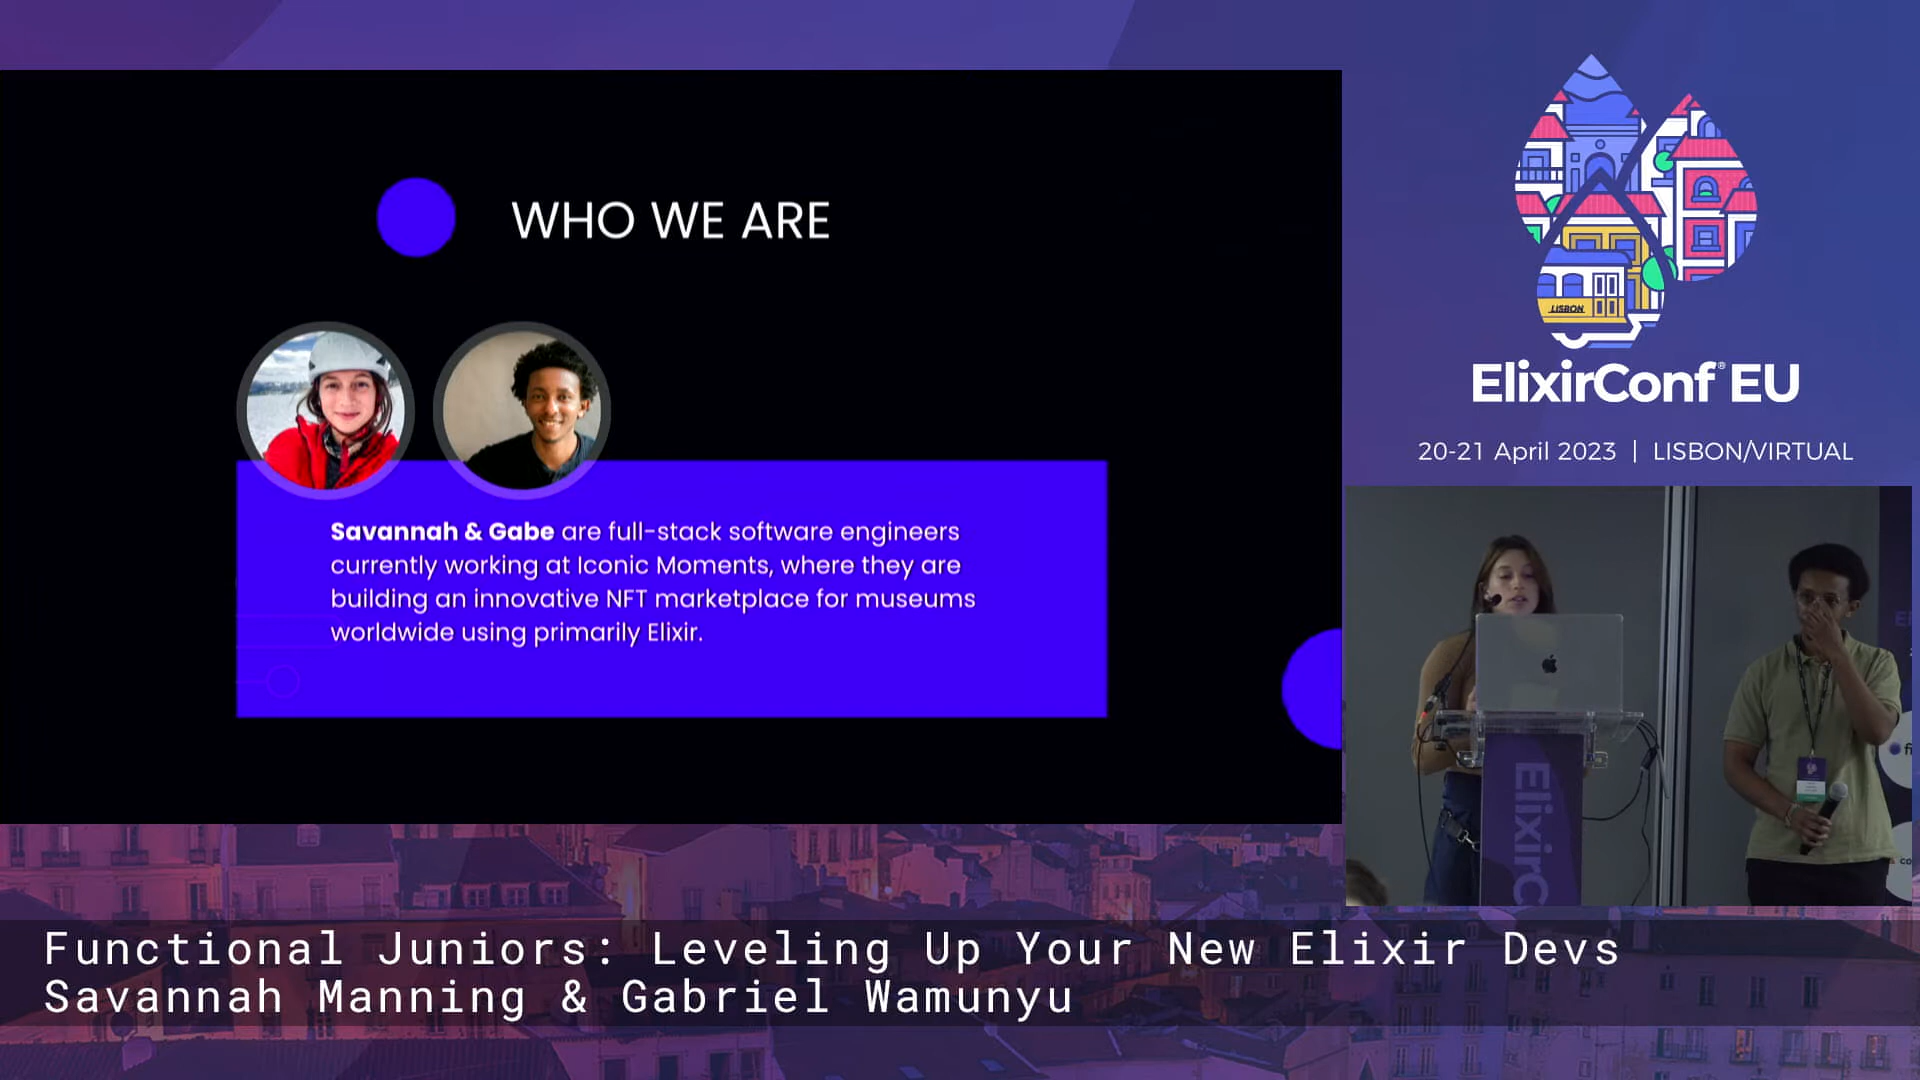 WHO WE ARE
Savannah & Gabe are full-stack software engineers
currently working at Iconic Moments, where they are
building an innovative NFT marketplace for museums
worldwide using primarily Elixir.
LISBON
ElixirConf® EU
20-21 April 2023 | LISBON/VIRTUAL
ElixirC
Functional Juniors: Leveling Up Your New Elixir Devs
Savannah Manning & Gabriel Wamunyu